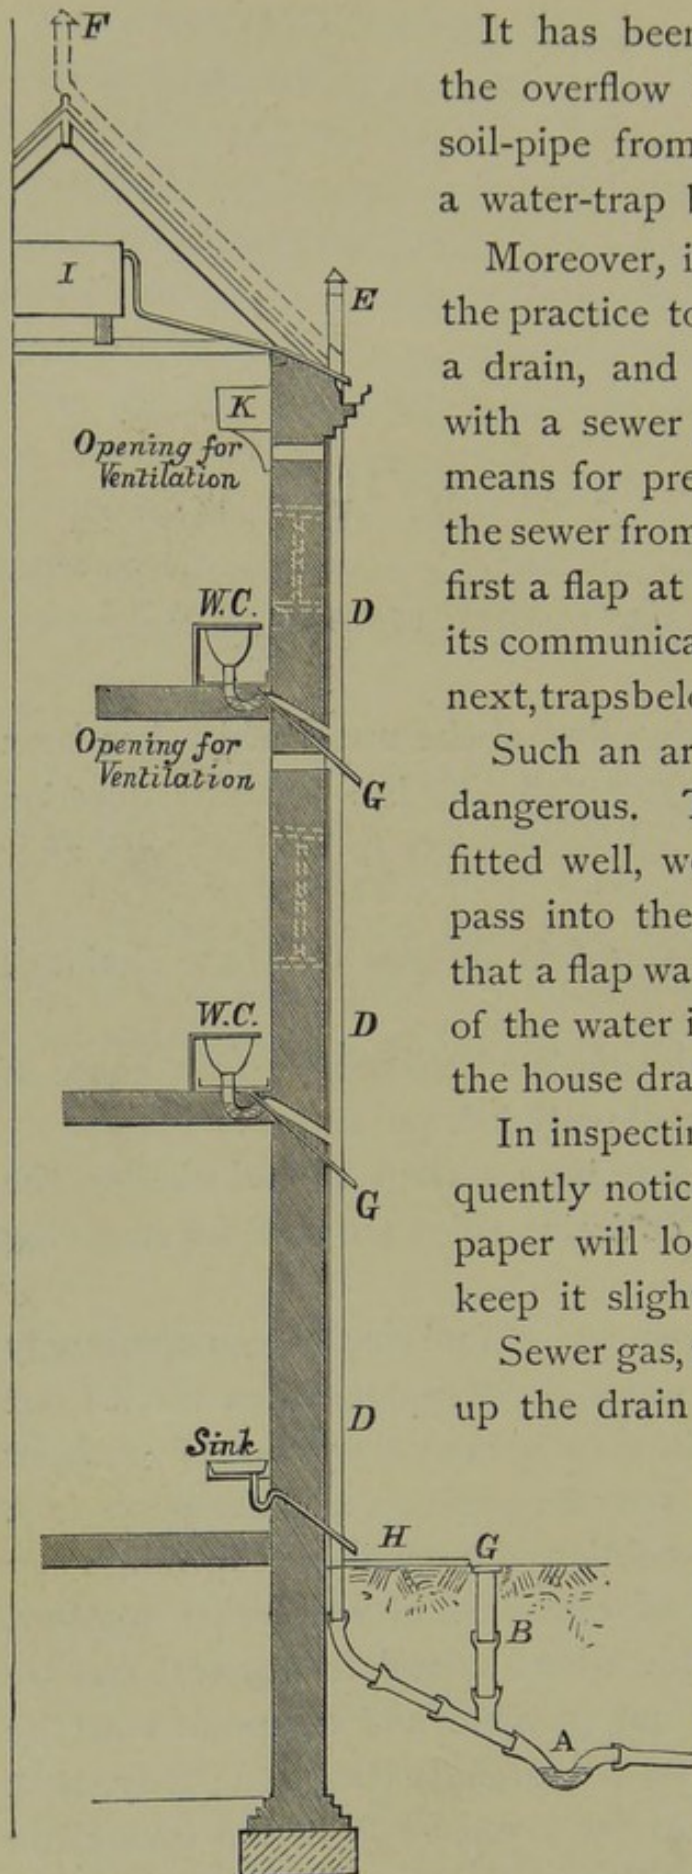 F
I
E
K
Opening for
Ventilation
W.C.
D
Opening for
Ventilation
G
W.C.
D
G
D
Sink
H
G
B
A
It has been
the overflow
soil-pipe from
a water-trap
Moreover, i
the practice to
a drain, and
with a sewer
means for pre
the sewer from
first a flap at
its communica
next, traps belo
Such an ar
dangerous. T
fitted well, we
pass into the
that a flap wa
of the water i
the house dra
In inspectin
quently notic
paper will lo
keep it sligh
Sewer gas,
up the drain